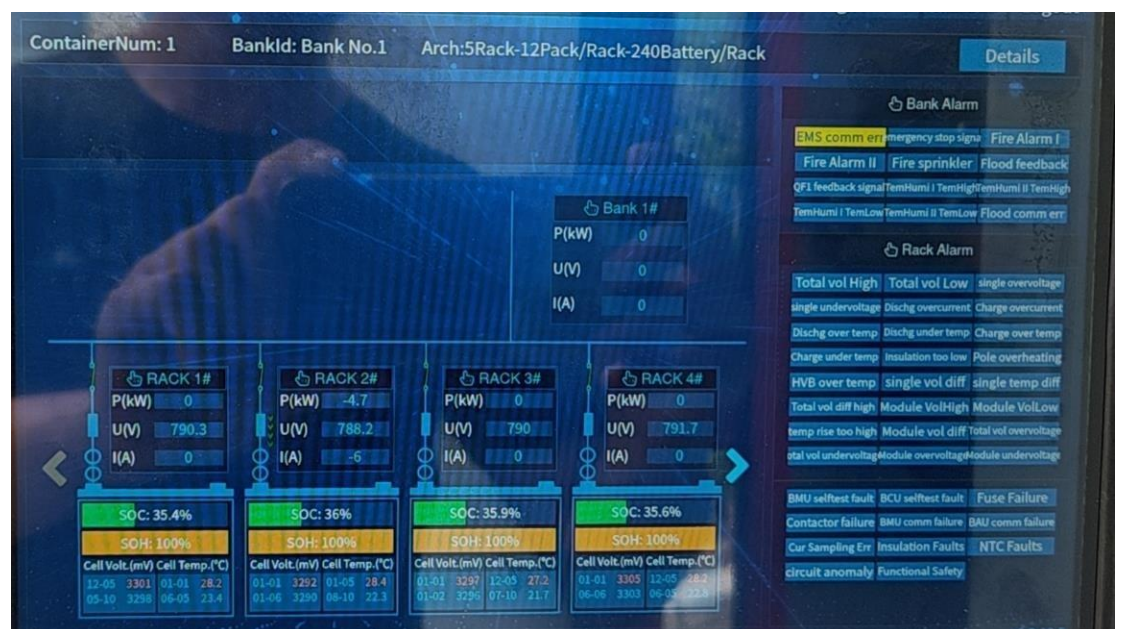 ContainerNum: 1 BankId: Bank No.1 Arch:5Rack-12Pack/Rack-240Battery/Rack Details
Bank 1#
P(kW) 0
U(V) 0
I(A) 0
RACK 1#
P(kW) 0
U(V) 790.3
I(A) 0
SOC: 35.4%
SOH: 100%
Cell Volt.(mV) Cell Temp.(°C)
12-05 3301 01-01 28.2
05-10 3298 06-05 23.4
RACK 2#
P(kW) -4.7
U(V) 788.2
I(A) -6
SOC: 36%
SOH: 100%
Cell Volt.(mV) Cell Temp.(°C)
01-01 3292 01-05 28.4
01-06 3290 08-10 22.3
RACK 3#
P(kW) 0
U(V) 790
I(A) 0
SOC: 35.9%
SOH: 100%
Cell Volt.(mV) Cell Temp.(°C)
01-01 3297 12-05 27.2
01-02 3296 07-10 21.7
RACK 4#
P(kW) 0
U(V) 791.7
I(A) 0
SOC: 35.6%
SOH: 100%
Cell Volt.(mV) Cell Temp.(°C)
01-01 3305 12-05 28.2
06-06 3303 06-05
Bank Alarm
EMS comm err mergency stop signa Fire Alarm I
Fire Alarm II Fire sprinkler Flood feedback
QF1 feedback signal TemHumi I TemHigh TemHumi II TemHigh
TemHumi I TemLow TemHumi II TemLow Flood comm err
Rack Alarm
Total vol High Total vol Low single overvoltage
single undervoltage Dischg overcurrent Charge overcurrent
Dischg over temp Dischg under temp Charge over temp
Charge under temp Insulation too low Pole overheating
HVB over temp single vol diff single temp diff
Total vol diff high Module VolHigh Module VolLow
temp rise too high Module vol diff Total vol overvoltage
otal vol undervoltag Module overvoltage Module undervoltage
BMU selftest fault BCU selftest fault Fuse Failure
Contactor failure BMU comm failure BAU comm failure
Cur Sampling Err Insulation Faults NTC Faults
circuit anomaly Functional Safety